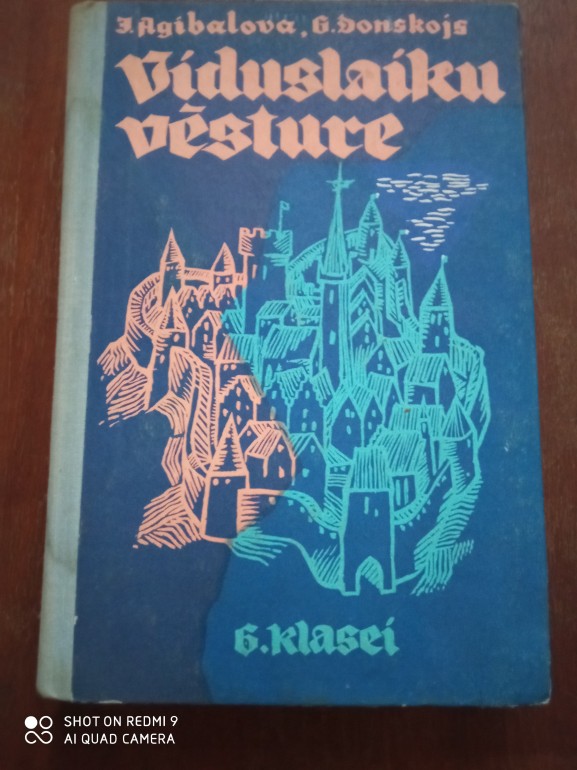 J. Agibalova, G. Donskojs
Viduslaiku
vēsture
6. klasei
SHOT ON REDMI 9
AI QUAD CAMERA